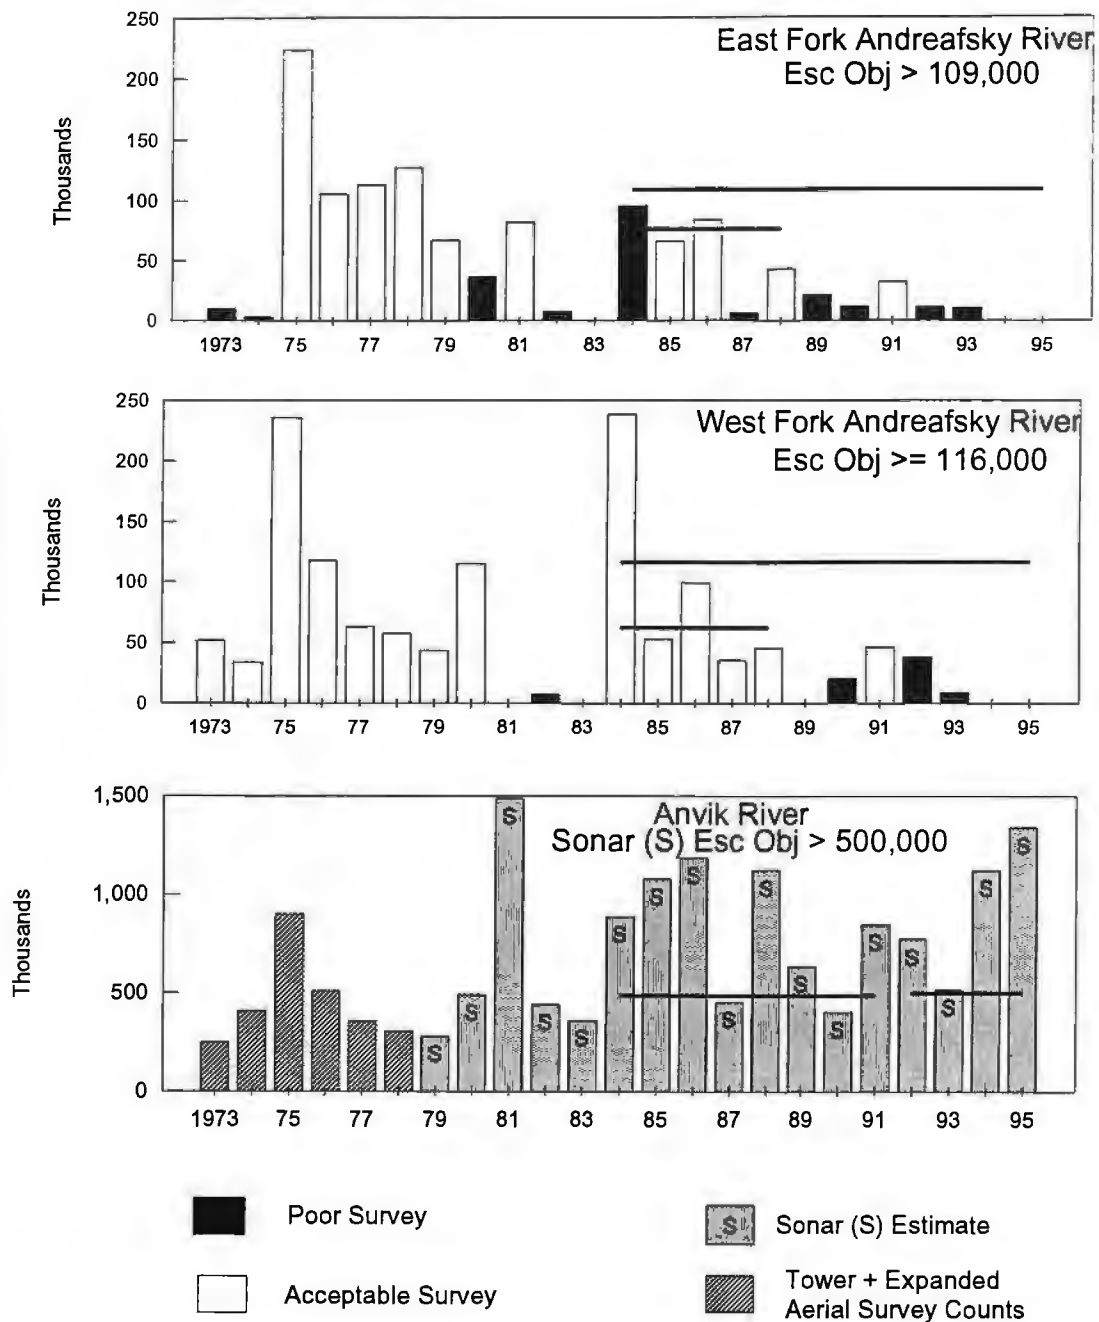 East Fork Andreafsky River
Esc Obj > 109,000
Thousands
250
200
150
100
50
0
1973 75 77 79 81 83 85 87 89 91 93 95
West Fork Andreafsky River
Esc Obj >= 116,000
Thousands
250
200
150
100
50
0
1973 75 77 79 81 83 85 87 89 91 93 95
Anvik River
Sonar (S) Esc Obj > 500,000
Thousands
1,500
1,000
500
0
S S S S S S S S S S S S S S S S S
1973 75 77 79 81 83 85 87 89 91 93 95
Poor Survey
Acceptable Survey
S Sonar (S) Estimate
Tower + Expanded
Aerial Survey Counts